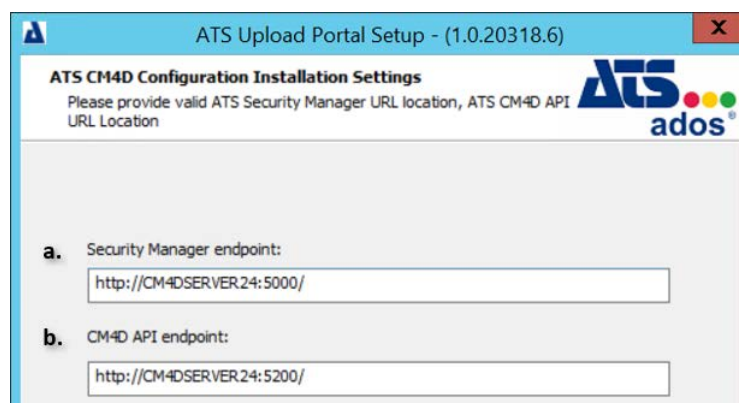 ATS Upload Portal Setup - (1.0.20318.6)
X
ATS CM4D Configuration Installation Settings
Please provide valid ATS Security Manager URL location, ATS CM4D API
URL Location
ATS
ados®
a. Security Manager endpoint:
http://CM4DSERVER24:5000/
b. CM4D API endpoint:
http://CM4DSERVER24:5200/